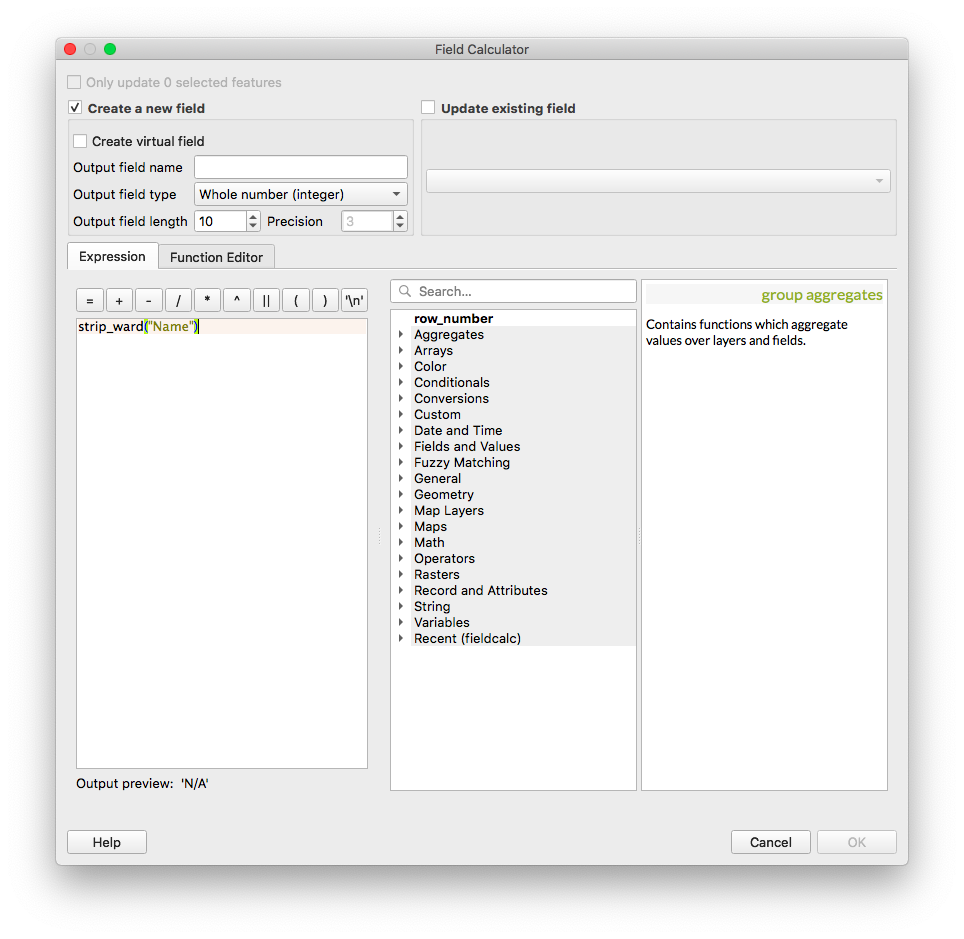 Field Calculator
Only update 0 selected features
Create a new field
Update existing field
Create virtual field
Output field name
Output field type Whole number (integer)
Output field length 10 Precision 3
Expression Function Editor
= + - / * ^ || ( ) '\n'
strip_ward("Name")
Output preview: 'N/A'
Search...
row_number
Aggregates
Arrays
Color
Conditionals
Conversions
Custom
Date and Time
Fields and Values
Fuzzy Matching
General
Geometry
Map Layers
Maps
Math
Operators
Rasters
Record and Attributes
String
Variables
Recent (fieldcalc)
group aggregates
Contains functions which aggregate
values over layers and fields.
Help
Cancel OK